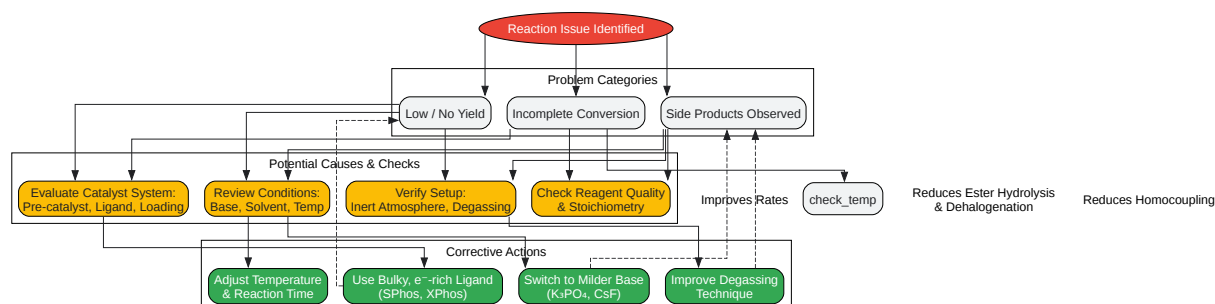 Reaction Issue Identified
Problem Categories
Low / No Yield
Incomplete Conversion
Side Products Observed
Potential Causes & Checks
Evaluate Catalyst System:
Pre-catalyst, Ligand, Loading
Review Conditions:
Base, Solvent, Temp
Verify Setup:
Inert Atmosphere, Degassing
Check Reagent Quality
& Stoichiometry
Improves Rates
check_temp
Reduces Ester Hydrolysis
& Dehalogenation
Reduces Homocoupling
Corrective Actions
Adjust Temperature
& Reaction Time
Use Bulky, e⁻-rich Ligand
(SPhos, XPhos)
Switch to Milder Base
(K₃PO₄, CsF)
Improve Degassing
Technique